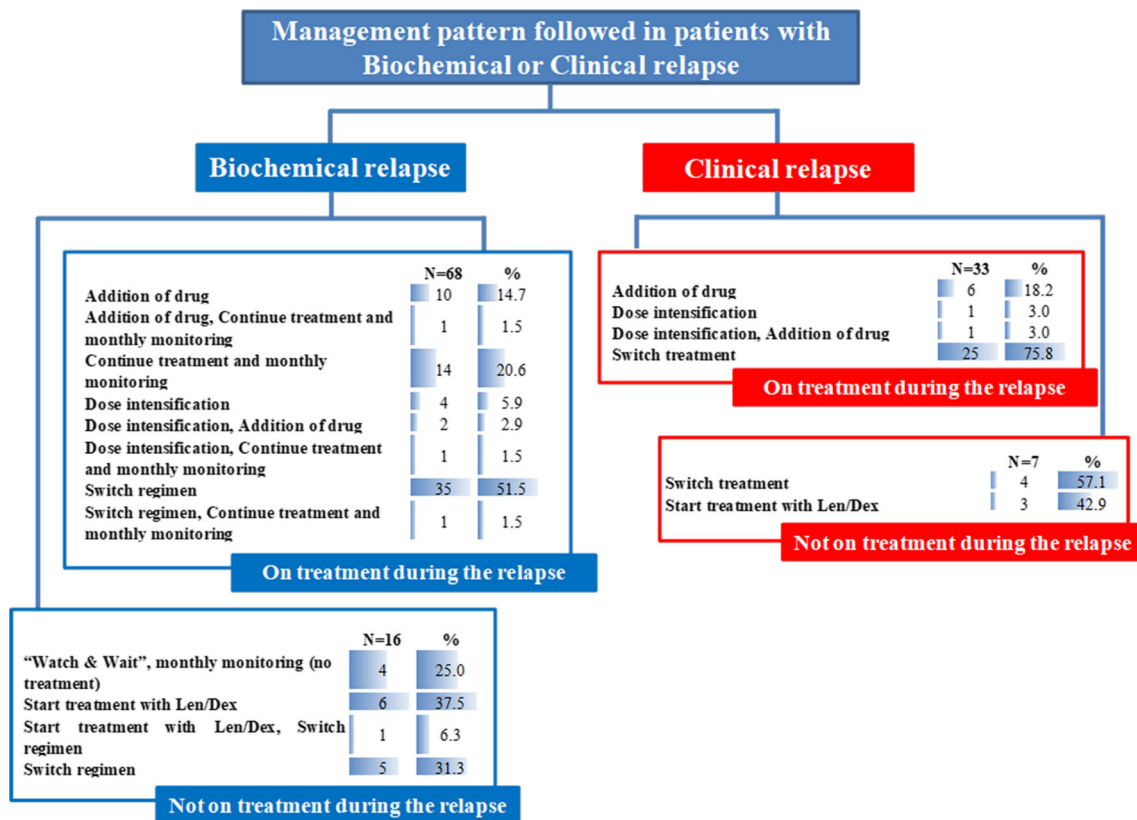 Management pattern followed in patients with
Biochemical or Clinical relapse
Biochemical relapse
N=68 %
Addition of drug 10 14.7
Addition of drug, Continue treatment and
monthly monitoring 1 1.5
Continue treatment and monthly
monitoring 14 20.6
Dose intensification 4 5.9
Dose intensification, Addition of drug 2 2.9
Dose intensification, Continue treatment
and monthly monitoring 1 1.5
Switch regimen 35 51.5
Switch regimen, Continue treatment and
monthly monitoring 1 1.5
On treatment during the relapse
N=16 %
“Watch & Wait”, monthly monitoring (no
treatment) 4 25.0
Start treatment with Len/Dex 6 37.5
Start treatment with Len/Dex, Switch
regimen 1 6.3
Switch regimen 5 31.3
Not on treatment during the relapse
Clinical relapse
N=33 %
Addition of drug 6 18.2
Dose intensification 1 3.0
Dose intensification, Addition of drug 1 3.0
Switch treatment 25 75.8
On treatment during the relapse
N=7 %
Switch treatment 4 57.1
Start treatment with Len/Dex 3 42.9
Not on treatment during the relapse